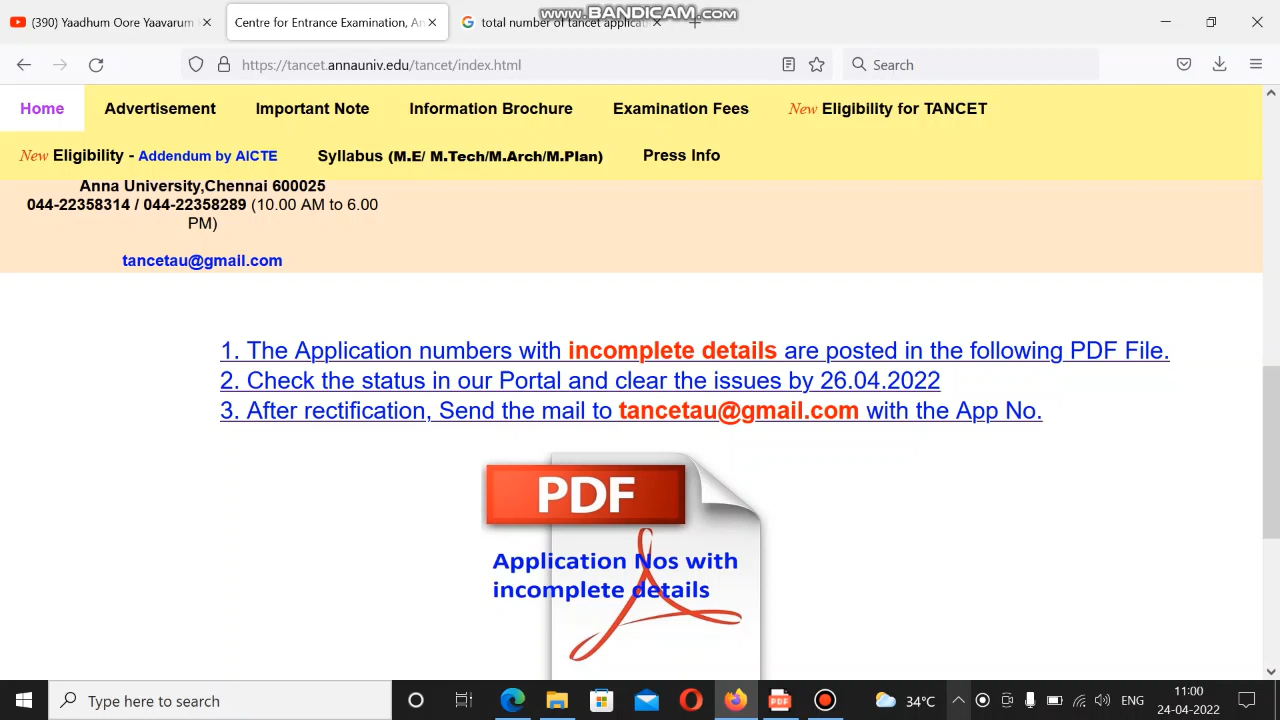 www.BANDICAM.com
(390) Yaadhum Oore Yaavarum
Centre for Entrance Examination, An
total number of tancet applicat
https://tancet.annauniv.edu/tancet/index.html
Search
Home
Advertisement
Important Note
Information Brochure
Examination Fees
New Eligibility for TANCET
New Eligibility - Addendum by AICTE
Syllabus (M.E/ M.Tech/M.Arch/M.Plan)
Press Info
Anna University,Chennai 600025
044-22358314 / 044-22358289 (10.00 AM to 6.00
PM)
tancetau@gmail.com
1. The Application numbers with incomplete details are posted in the following PDF File.
2. Check the status in our Portal and clear the issues by 26.04.2022
3. After rectification, Send the mail to tancetau@gmail.com with the App No.
PDF
Application Nos with
incomplete details
Type here to search
PDF
34°C
ENG
11:00
24-04-2022